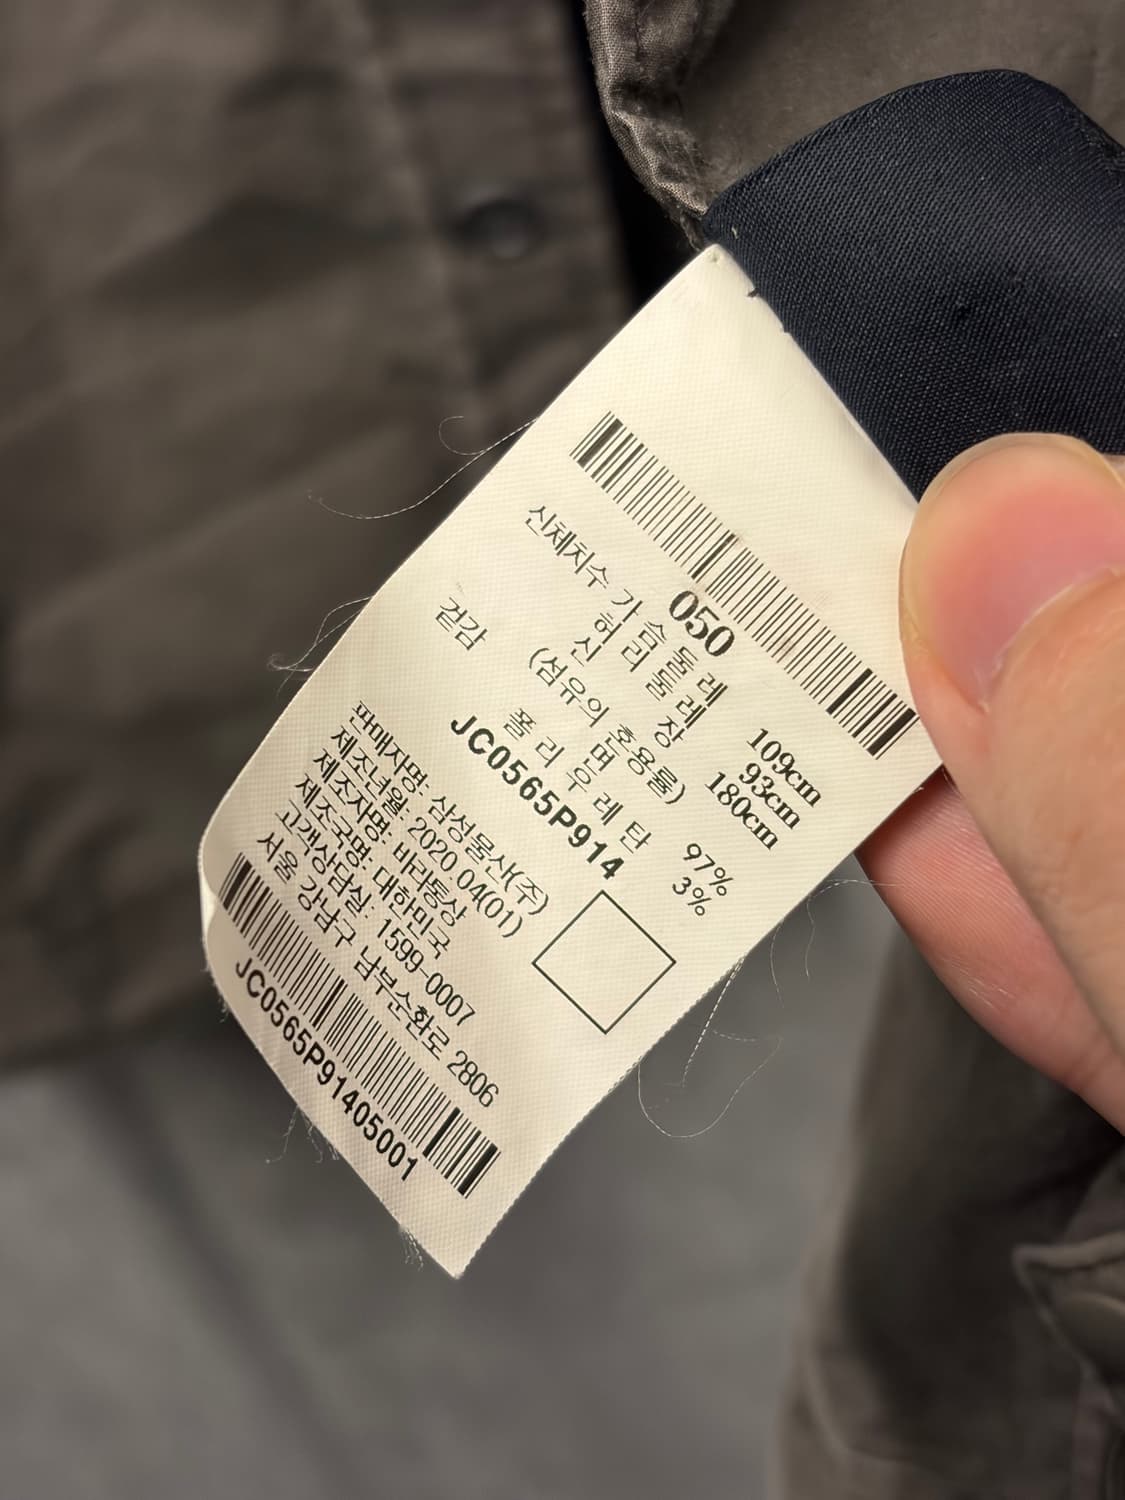 050
신체치수 가슴둘레 109cm
허리둘레 93cm
신장 180cm
겉감 (섬유의 혼용률)
면 97%
폴리우레탄 3%
JC0565P914
판매자명: 삼성물산(주)
제조년월: 2020 04(01)
제조자명: 바라통상
제조국명: 대한민국
고객상담실: 1599-0007
서울 강남구 남부순환로 2806
JC0565P91405001